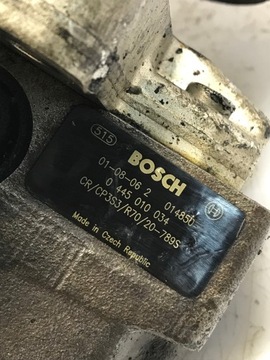 515
BOSCH
01-08-06 2 01485
0 445 010 034
CR/CP3S3/R70/20-789S
Made in Czech Republic